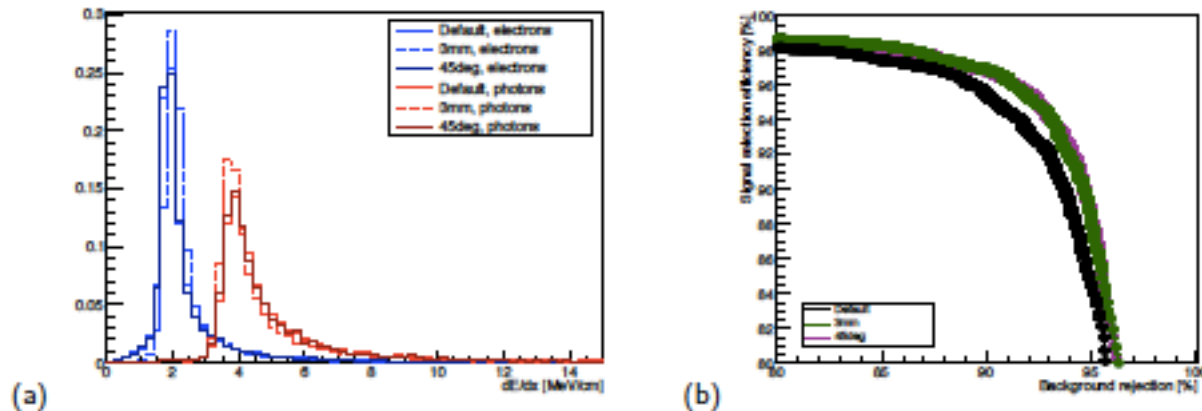 0.3
0.25
0.2
0.15
0.1
0.05
0
Default, electrons
3mm, electrons
45deg, electrons
Default, photons
3mm, photons
45deg, photons
0 2 4 6 8 10 12 14
dE/dx [MeV/cm]
(a)
Signal selection efficiency [%]
100
98
96
94
92
90
88
86
84
82
80
Default
3mm
45deg
80 85 90 95 100
Background rejection [%]
(b)